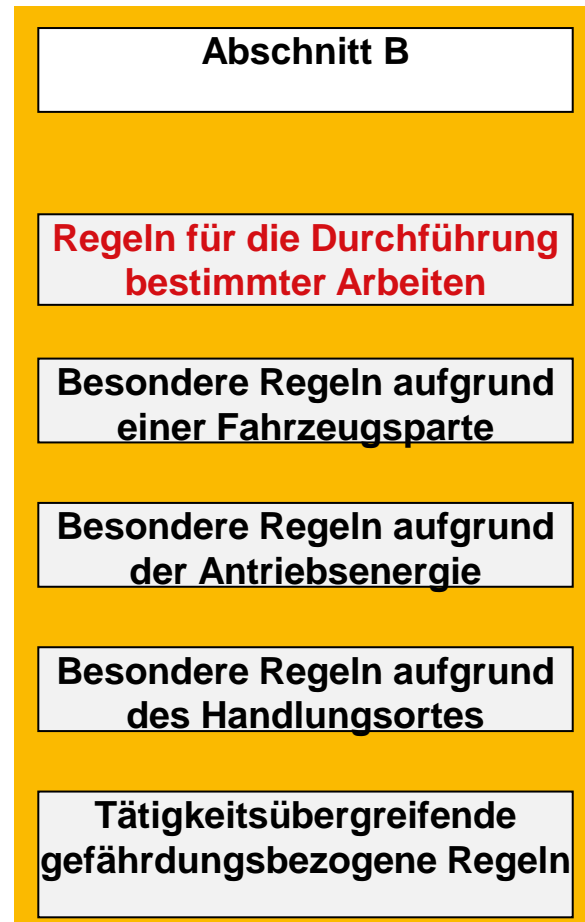 Abschnitt B
Regeln für die Durchführung
bestimmter Arbeiten
Besondere Regeln aufgrund
einer Fahrzeugsparte
Besondere Regeln aufgrund
der Antriebsenergie
Besondere Regeln aufgrund
des Handlungsortes
Tätigkeitsübergreifende
gefährdungsbezogene Regeln